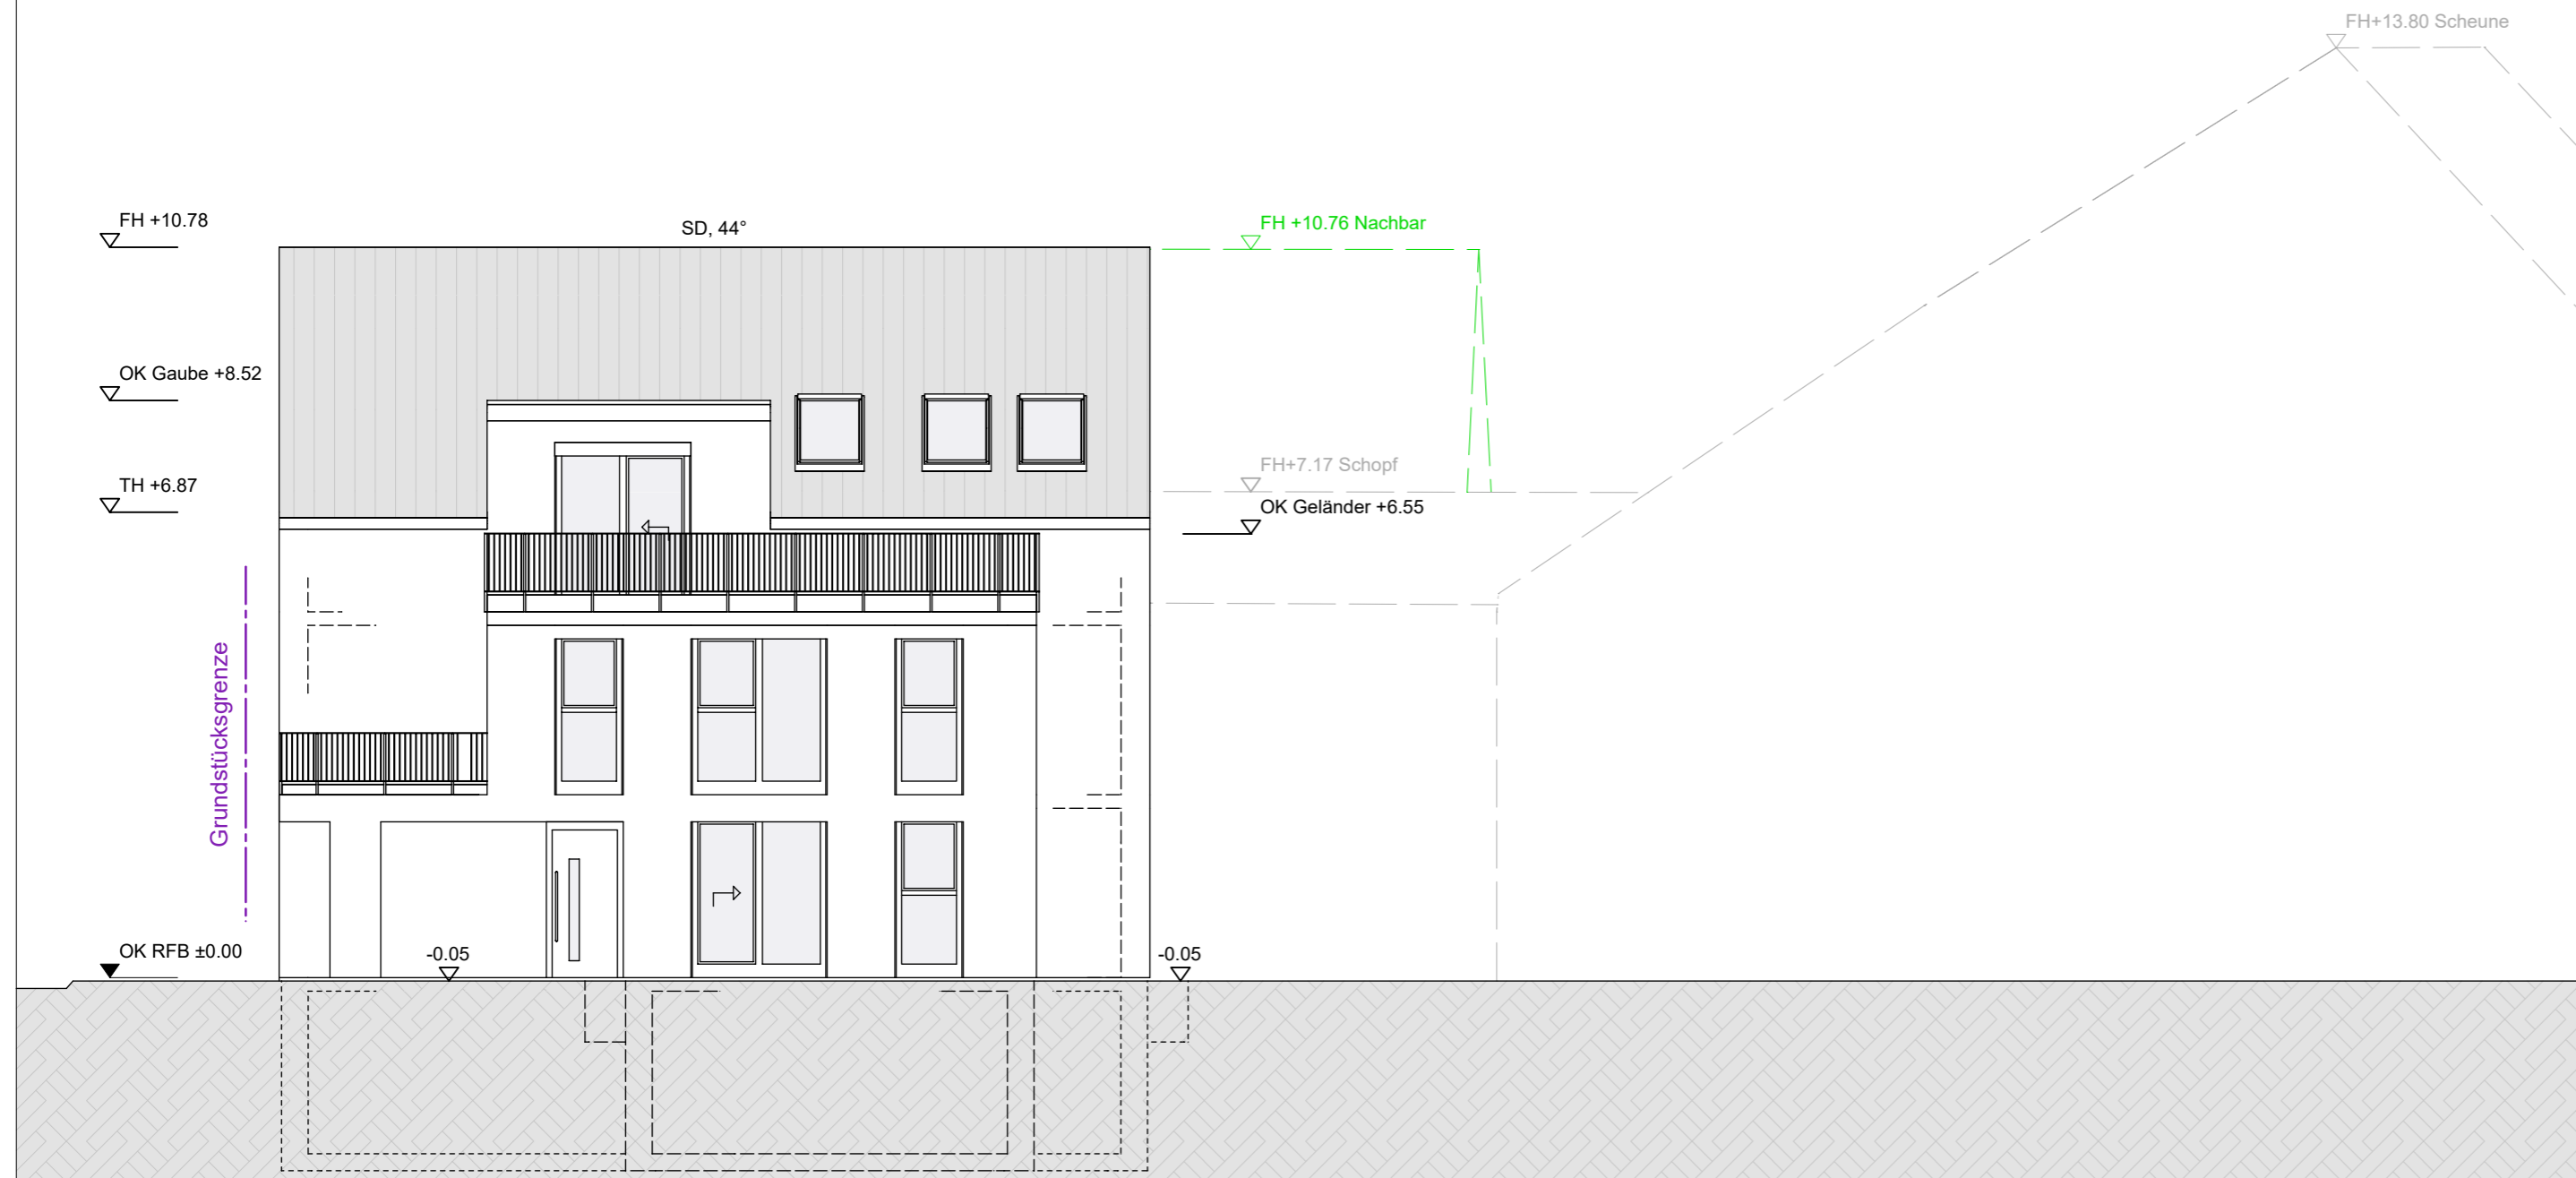 FH+13.80 Scheune
FH +10.78
SD, 44°
FH +10.76 Nachbar
OK Gaube +8.52
FH+7.17 Schopf
TH +6.87
OK Geländer +6.55
Grundstücksgrenze
OK RFB ±0.00
-0.05
-0.05